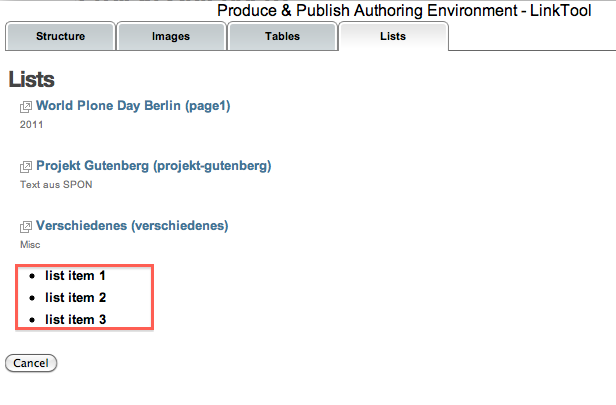 Produce & Publish Authoring Environment - LinkTool
Structure Images Tables Lists
Lists
World Plone Day Berlin (page1)
2011
Projekt Gutenberg (projekt-gutenberg)
Text aus SPON
Verschiedenes (verschiedenes)
Misc
• list item 1
• list item 2
• list item 3
Cancel